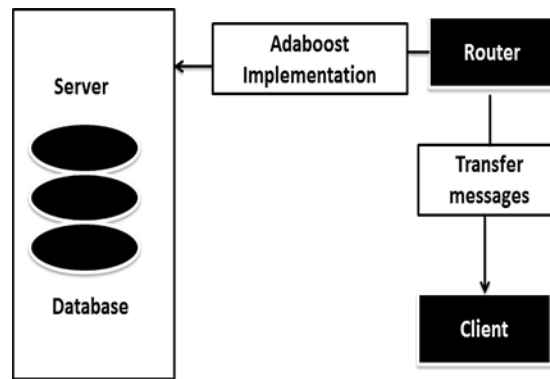 Adaboost
Implementation
Router
Server
Transfer
messages
Database
Client